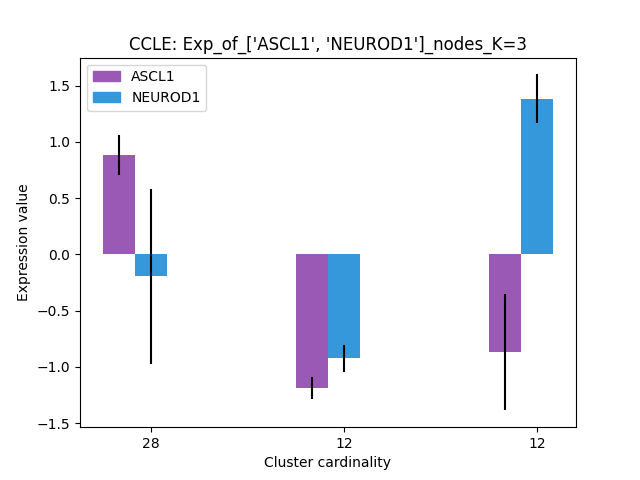 CCLE: Exp_of_['ASCL1', 'NEUROD1']_nodes_K=3
ASCL1
NEUROD1
Expression value
1.5
1.0
0.5
0.0
−0.5
−1.0
−1.5
28
12
12
Cluster cardinality